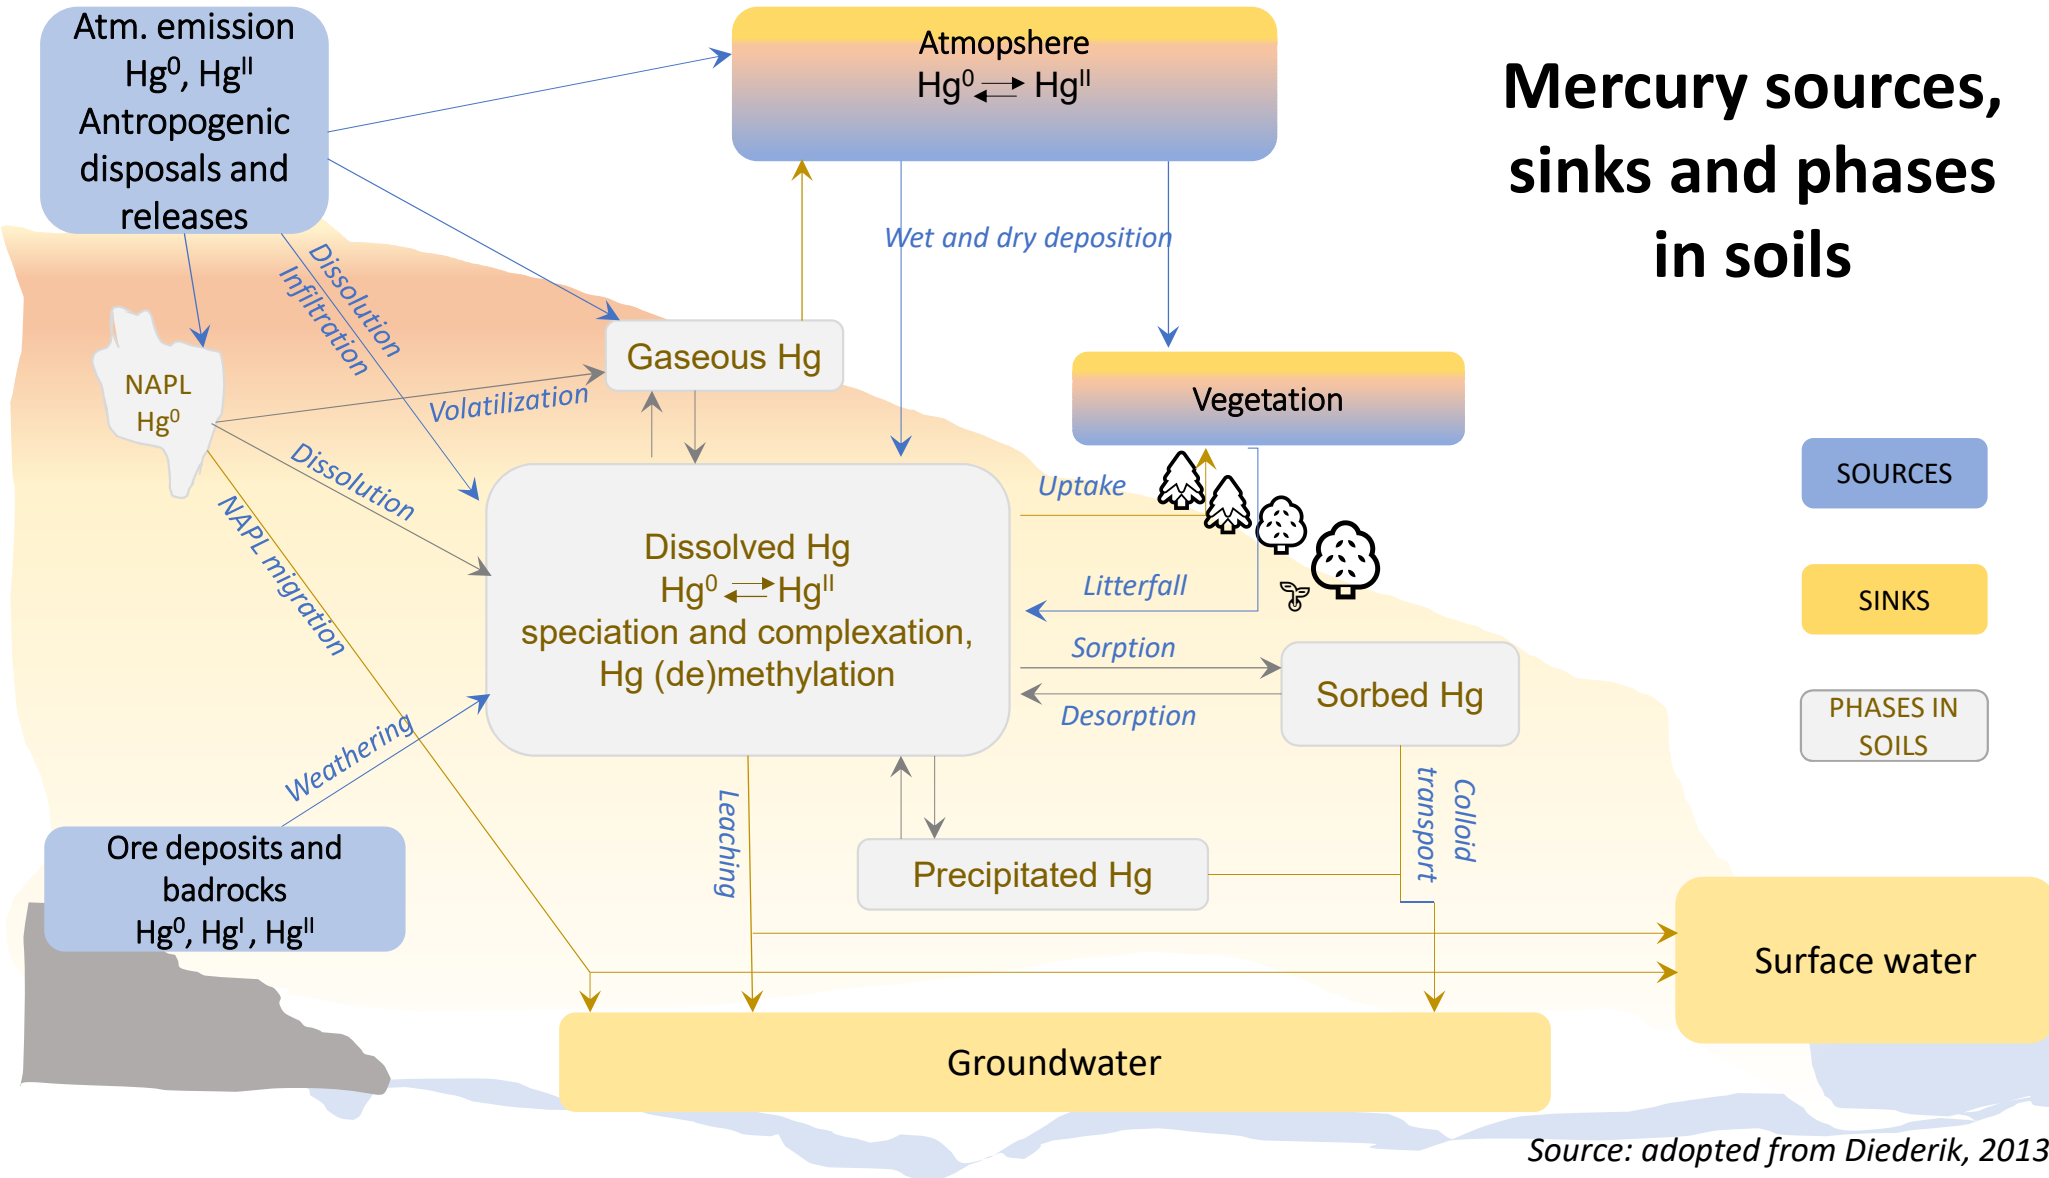 Atm. emission
Hg⁰, Hgᴵᴵ
Antropogenic
disposals and
releases
Atmopshere
Hg⁰ ⇄ Hgᴵᴵ
Mercury sources,
sinks and phases
in soils
Wet and dry deposition
Dissolution
Infiltration
NAPL
Hg⁰
Gaseous Hg
Volatilization
Vegetation
Dissolution
NAPL migration
SOURCES
Uptake
Dissolved Hg
Hg⁰ ⇄ Hgᴵᴵ
speciation and complexation,
Hg (de)methylation
Litterfall
SINKS
Sorption
Sorbed Hg
Desorption
PHASES IN
SOILS
Weathering
Leaching
Colloid
transport
Ore deposits and
badrocks
Hg⁰, Hgᴵ, Hgᴵᴵ
Precipitated Hg
Surface water
Groundwater
Source: adopted from Diederik, 2013